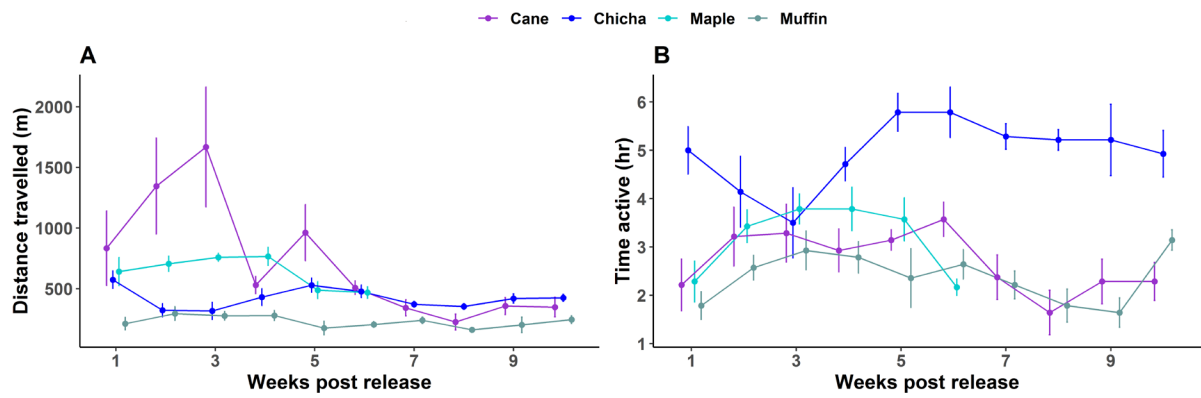 Cane Chicha Maple Muffin
A
Distance travelled (m)
2000
1500
1000
500
1 3 5 7 9
Weeks post release
B
Time active (hr)
6
5
4
3
2
1
1 3 5 7 9
Weeks post release